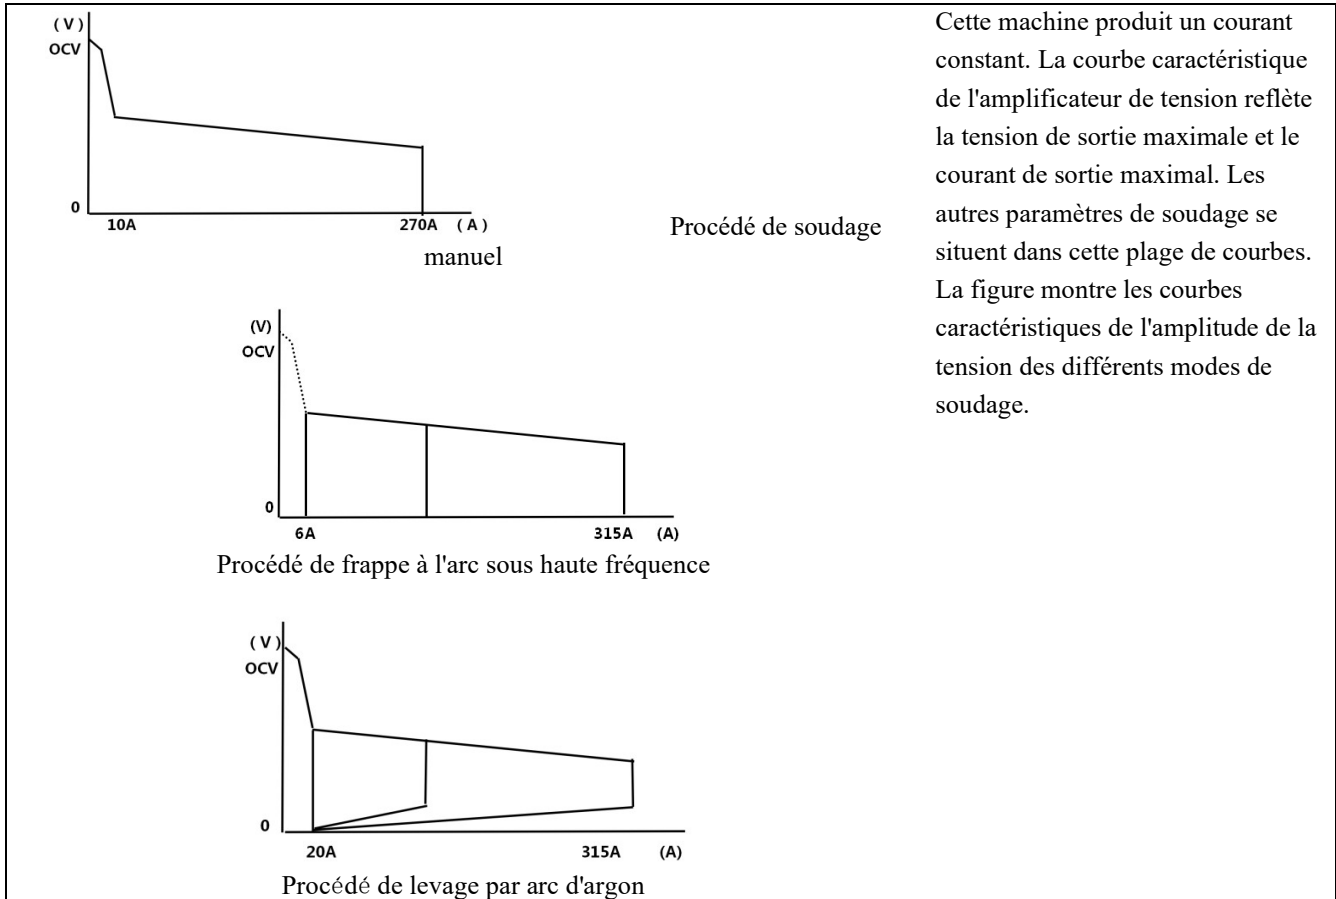 (V)
OCV
0
10A
270A (A)
Procédé de soudage
manuel
(V)
OCV
0
6A
315A (A)
Procédé de frappe à l'arc sous haute fréquence
(V)
OCV
0
20A
315A (A)
Procédé de levage par arc d'argon
Cette machine produit un courant
constant. La courbe caractéristique
de l'amplificateur de tension reflète
la tension de sortie maximale et le
courant de sortie maximal. Les
autres paramètres de soudage se
situent dans cette plage de courbes.
La figure montre les courbes
caractéristiques de l'amplitude de la
tension des différents modes de
soudage.